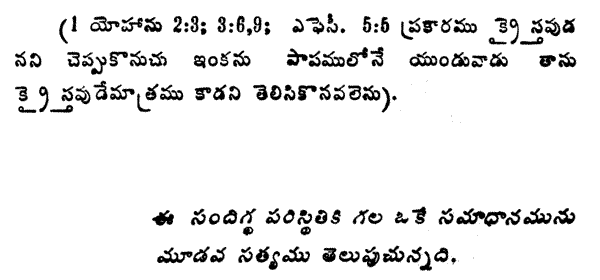 (1 యోహాను 2:3; 3:6,9; ఎఫెసీ. 5:5 ప్రకారము క్రైస్తవుడ
నని చెప్పుకొనుచు ఇంకను పాపములోనే యుండువాడు తాను
క్రైస్తవుడేమాత్రము కాడని తెలిసికొనవలెను).
ఈ సందిగ్ధ పరిస్థితికి గల ఒకే సమాధానమును
మూడవ సత్యము తెలుపుచున్నది.